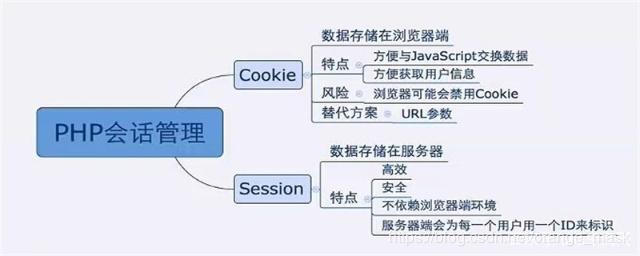 PHP会话管理
Cookie
数据存储在浏览器端
特点
方便与JavaScript交换数据
方便获取用户信息
风险
浏览器可能会禁用Cookie
替代方案
URL参数
Session
数据存储在服务器
特点
高效
安全
不依赖浏览器端环境
服务器端会为每一个用户用一个ID来标识
https://blog.csdn.net/orange_mask